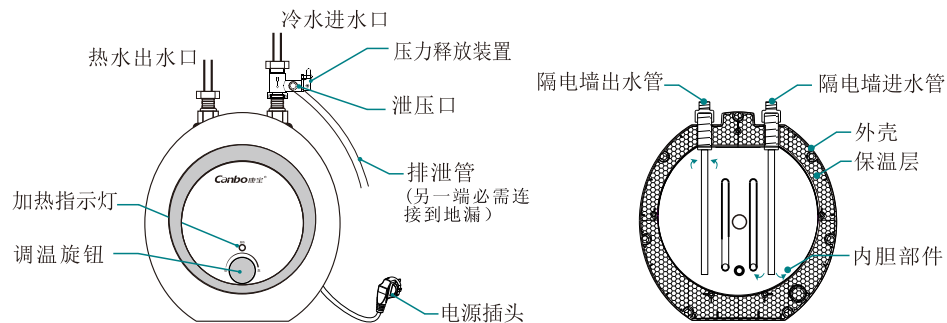 冷水进水口
热水出水口
压力释放装置
泄压口
排泄管
(另一端必需连
接到地漏）
Canbo康宝
加热指示灯
调温旋钮
电源插头
隔电墙出水管
隔电墙进水管
外壳
保温层
内胆部件